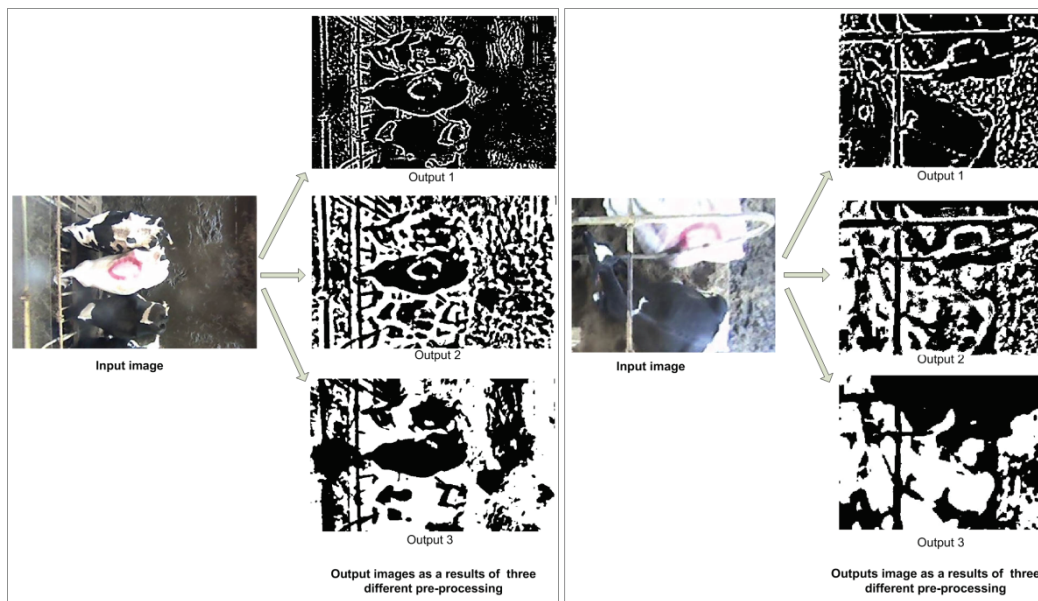 Output 1
Input image
Output 2
Output 3
Output images as a results of three
different pre-processing
Output 1
Input image
Output 2
Output 3
Outputs image as a results of three
different pre-processing